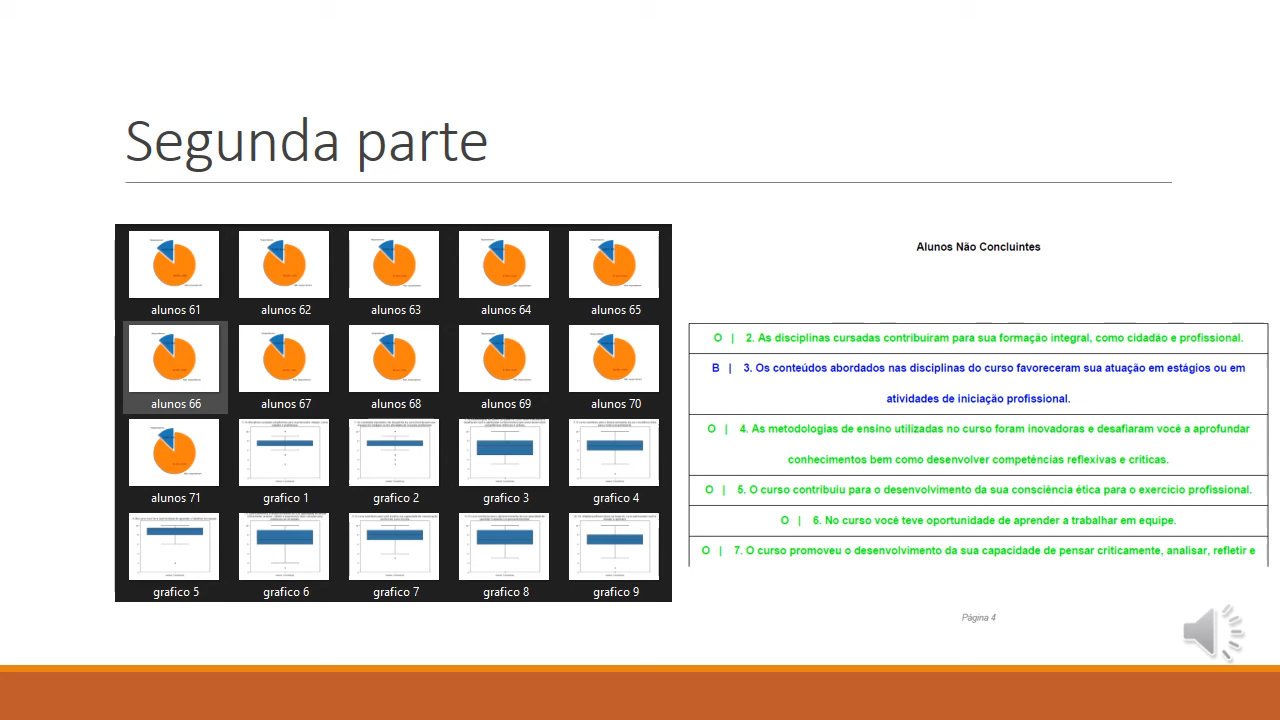 Segunda parte
alunos 61
alunos 62
alunos 63
alunos 64
alunos 65
alunos 66
alunos 67
alunos 68
alunos 69
alunos 70
alunos 71
grafico 1
grafico 2
grafico 3
grafico 4
grafico 5
grafico 6
grafico 7
grafico 8
grafico 9
Alunos Não Concluintes
O | 2. As disciplinas cursadas contribuíram para sua formação integral, como cidadão e profissional.
B | 3. Os conteúdos abordados nas disciplinas do curso favoreceram sua atuação em estágios ou em
atividades de iniciação profissional.
O | 4. As metodologias de ensino utilizadas no curso foram inovadoras e desafiaram você a aprofundar
conhecimentos bem como desenvolver competências reflexivas e críticas.
O | 5. O curso contribuiu para o desenvolvimento da sua consciência ética para o exercício profissional.
O | 6. No curso você teve oportunidade de aprender a trabalhar em equipe.
O | 7. O curso promoveu o desenvolvimento da sua capacidade de pensar criticamente, analisar, refletir e
Página 4